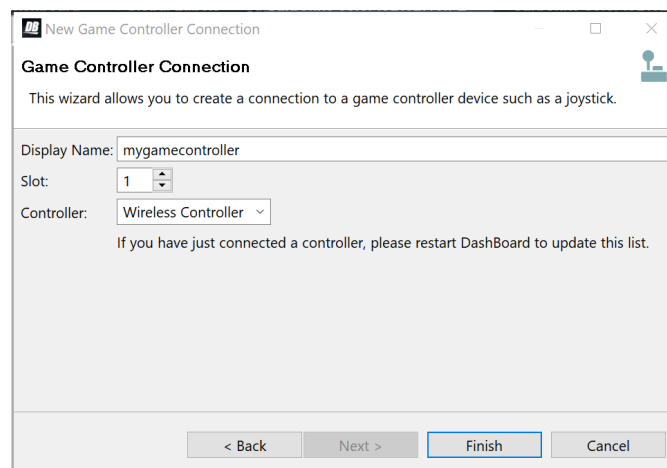 DB New Game Controller Connection
Game Controller Connection
This wizard allows you to create a connection to a game controller device such as a joystick.
Display Name: mygamecontroller
Slot: 1
Controller: Wireless Controller
If you have just connected a controller, please restart DashBoard to update this list.
< Back Next > Finish Cancel